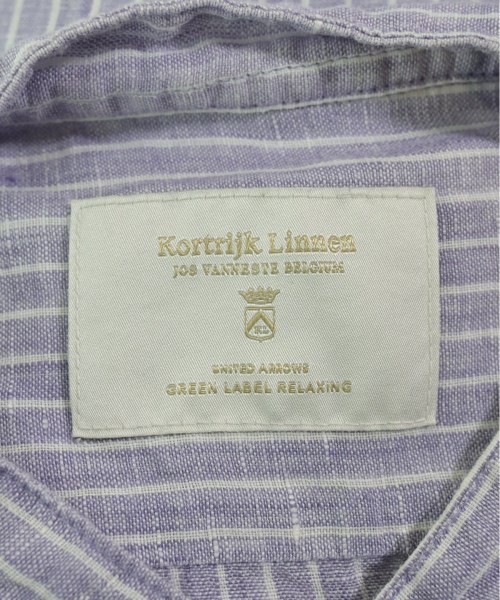 Kortrijk Linnen
JOS VANNESTE BELGIUM
UNITED ARROWS
GREEN LABEL RELAXING